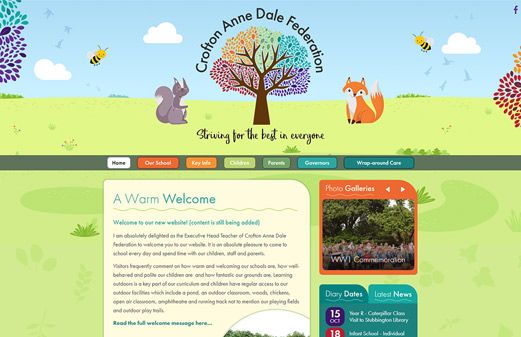 Crofton Anne Dale Federation
f
Striving for the best in everyone
Home
Our School
Key Info
Children
Parents
Governors
Wrap-around Care
A Warm Welcome
Welcome to our new website! (content is still being added)
I am absolutely delighted as the Executive Head Teacher of Crofton Anne Dale
Federation to welcome you to our website. It is an absolute pleasure to come to
school every day and spend time with our children, staff and parents.
Visitors frequently comment on how warm and welcoming our schools are, how well-
behaved and polite our children are and how fantastic our grounds are. Learning
outdoors is a key part of our curriculum and children have regular access to our
outdoor facilities which include a pond, an outdoor classroom, woods, chickens,
open air classroom, amphitheatre and running track not to mention our playing fields
and outdoor play trails.
Read the full welcome message here...
Photo Galleries
WW1 Commemoration
Diary Dates
Latest News
15
OCT
Year R - Caterpillar Class
Visit to Stubbington Library
18
Infant School - Individual